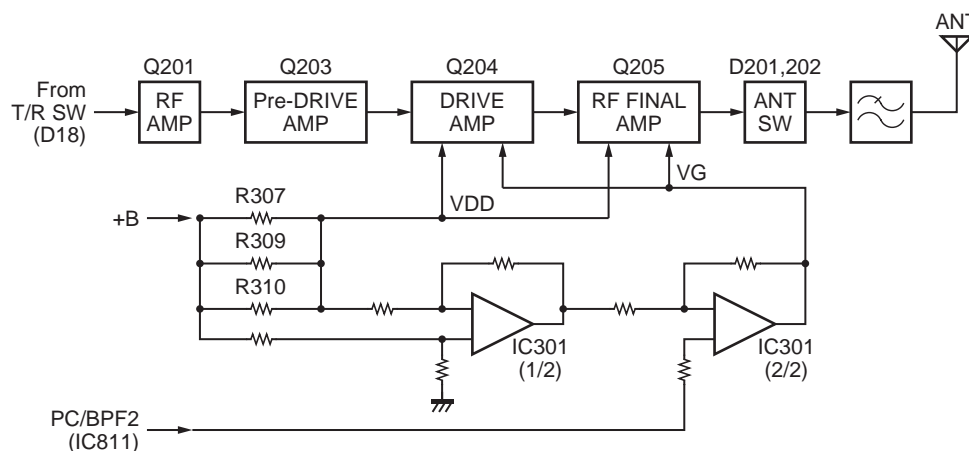 ANT
Q201
Q203
Q204
Q205
D201,202
From
T/R SW
(D18)
RF
AMP
Pre-DRIVE
AMP
DRIVE
AMP
RF FINAL
AMP
ANT
SW
VG
+B
R307
VDD
R309
R310
IC301
(1/2)
IC301
(2/2)
PC/BPF2
(IC811)